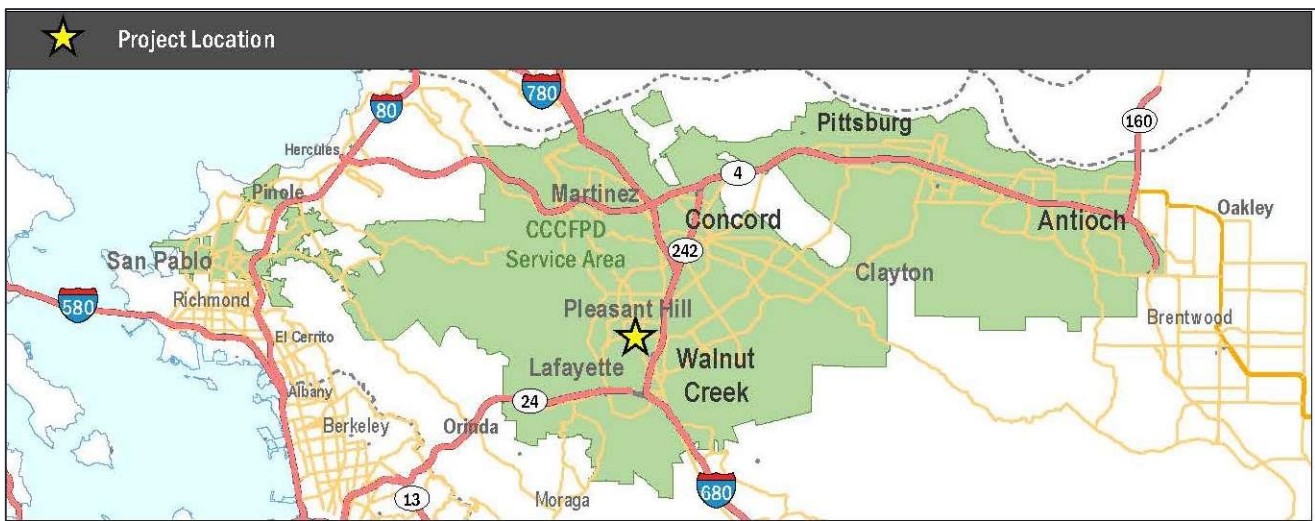 Project Location
780
80
160
Pittsburg
Hercules
4
Pinole
Martinez
Oakley
Concord
Antioch
CCCFPD
Service Area
242
San Pablo
Clayton
Richmond
580
Pleasant Hill
Brentwood
El Cerrito
Walnut
Creek
Lafayette
Albany
24
Berkeley
Orinda
680
13
Moraga